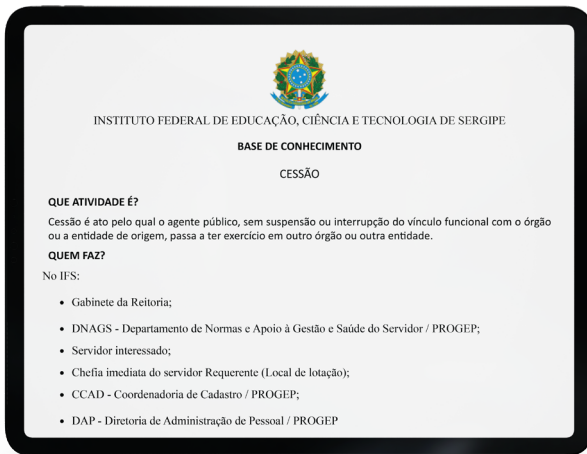 INSTITUTO FEDERAL DE EDUCAÇÃO, CIÊNCIA E TECNOLOGIA DE SERGIPE
BASE DE CONHECIMENTO
CESSÃO
QUE ATIVIDADE É?
Cessão é ato pelo qual o agente público, sem suspensão ou interrupção do vínculo funcional com o órgão
ou a entidade de origem, passa a ter exercício em outro órgão ou outra entidade.
QUEM FAZ?
No IFS:
• Gabinete da Reitoria;
• DNAGS - Departamento de Normas e Apoio à Gestão e Saúde do Servidor / PROGEP;
• Servidor interessado;
• Chefia imediata do servidor Requerente (Local de lotação);
• CCAD - Coordenadoria de Cadastro / PROGEP;
• DAP - Diretoria de Administração de Pessoal / PROGEP